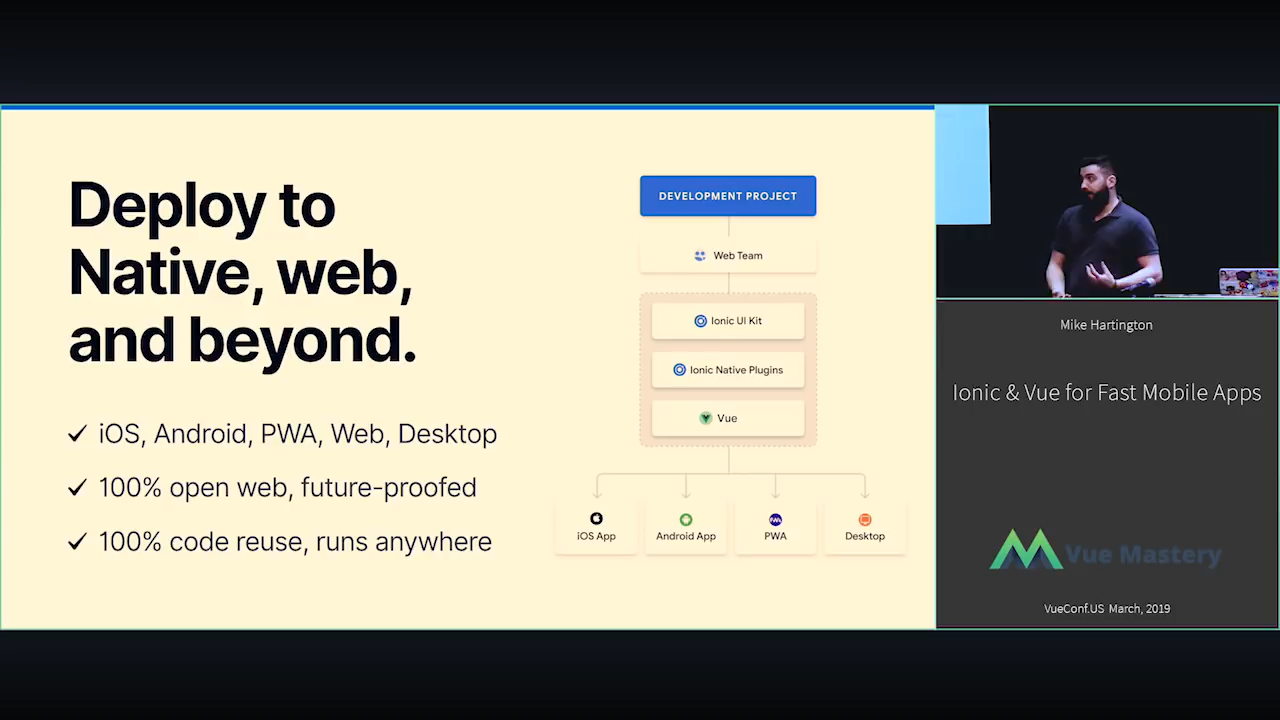 Deploy to
Native, web,
and beyond.
iOS, Android, PWA, Web, Desktop
100% open web, future-proofed
100% code reuse, runs anywhere
DEVELOPMENT PROJECT
Web Team
Ionic UI Kit
Ionic Native Plugins
Vue
iOS App
Android App
PWA
PWA
Desktop
Mike Hartington
Ionic & Vue for Fast Mobile Apps
Vue Mastery
VueConf.US March, 2019